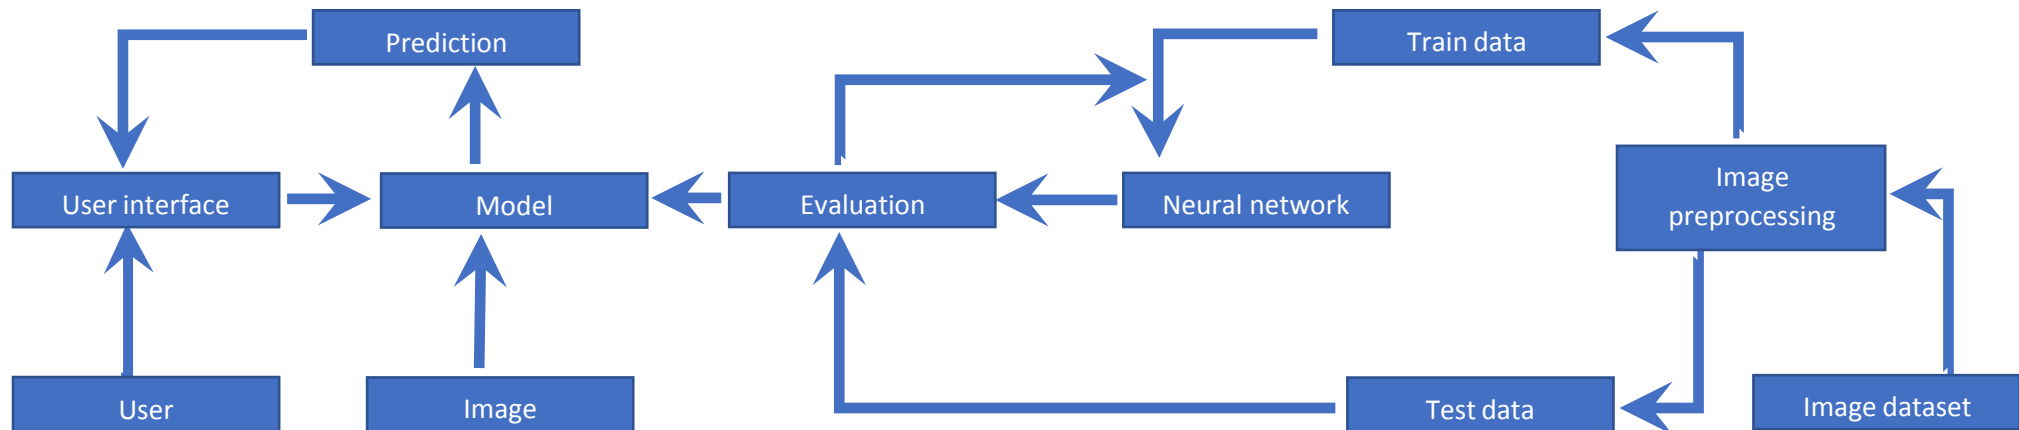 Prediction
Train data
User interface
Model
Evaluation
Neural network
Image
preprocessing
User
Image
Test data
Image dataset